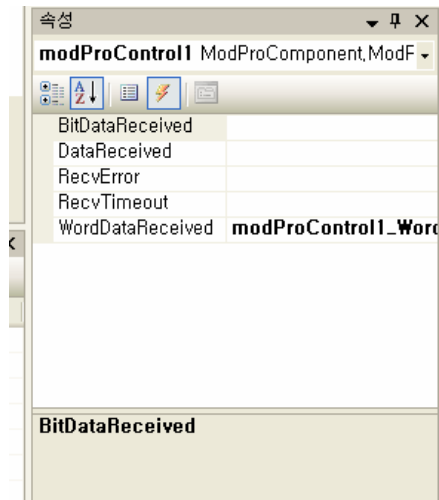 속성
modProControl1 ModProComponent,ModF
BitDataReceived
DataReceived
RecvError
RecvTimeout
WordDataReceived modProControl1_Word
BitDataReceived